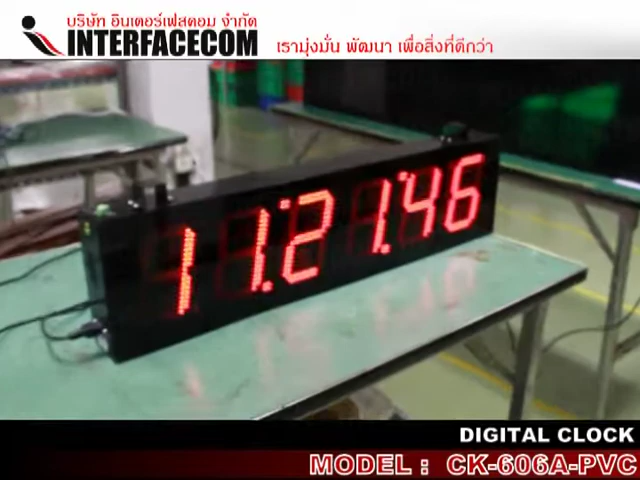 บริษัท อินเตอร์เฟสคอม จำกัด
INTERFACECOM
เรามุ่งมั่น พัฒนา เพื่อสิ่งที่ดีกว่า
11:21:46
DIGITAL CLOCK
MODEL : CK-606A-PVC